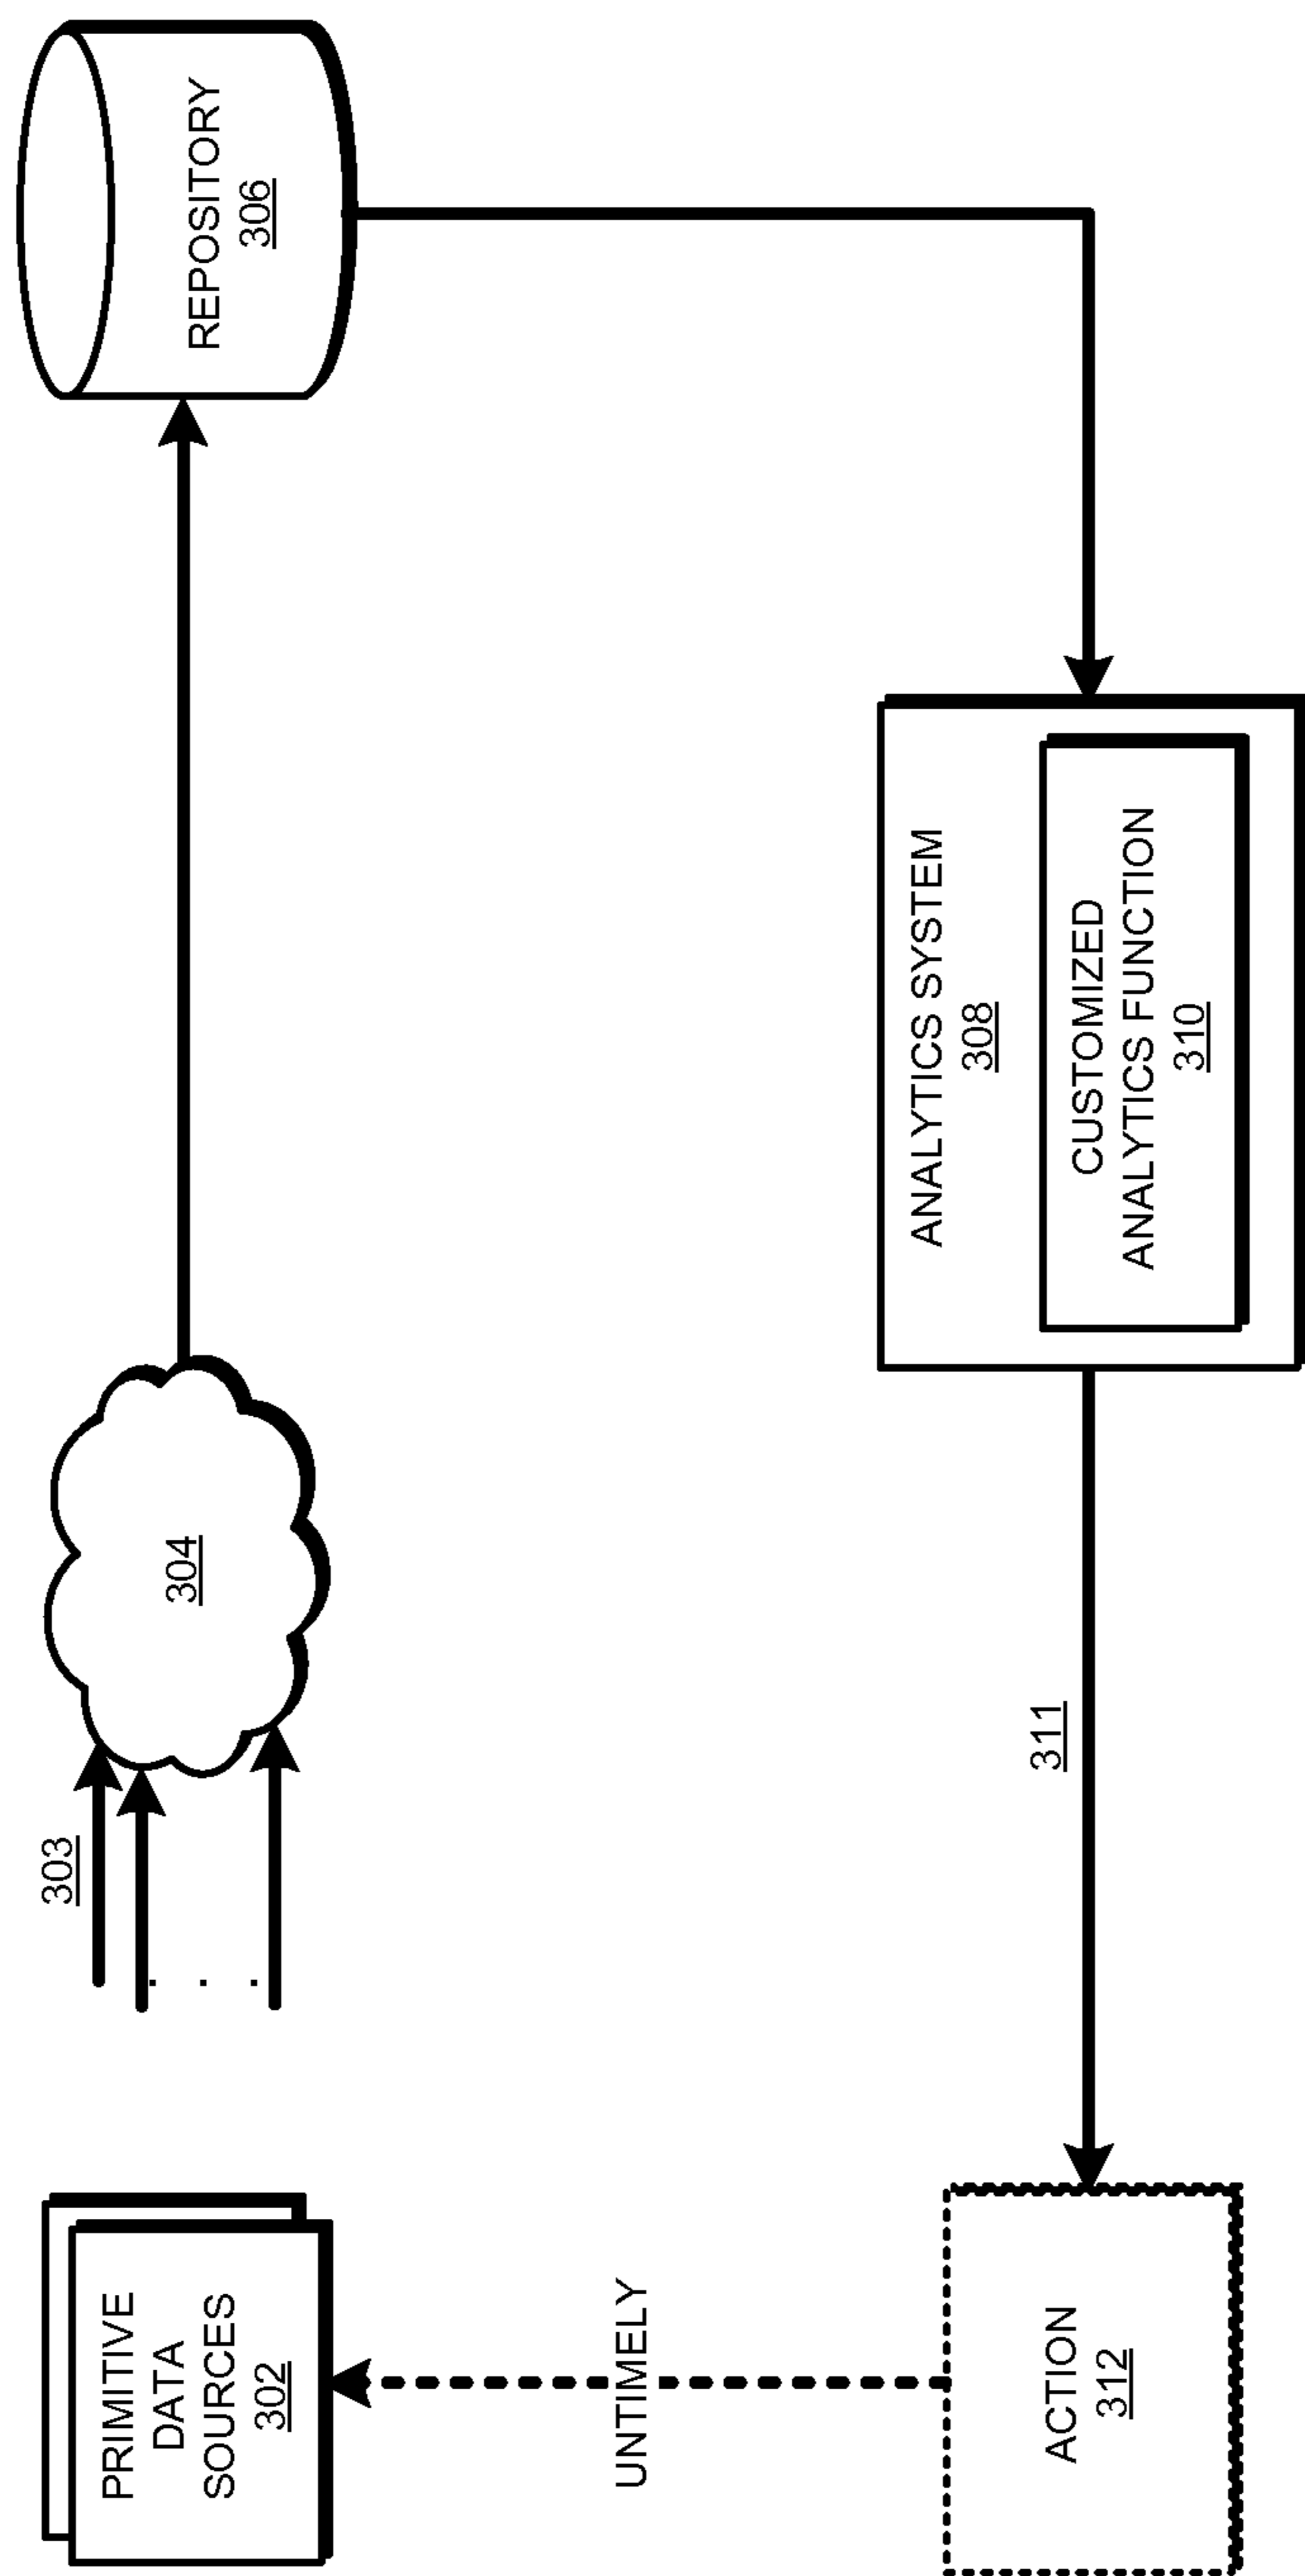 PRIMITIVE
DATA
SOURCES
302
303
304
REPOSITORY
306
UNTIMELY
ACTION
312
311
ANALYTICS SYSTEM
308
CUSTOMIZED
ANALYTICS FUNCTION
310